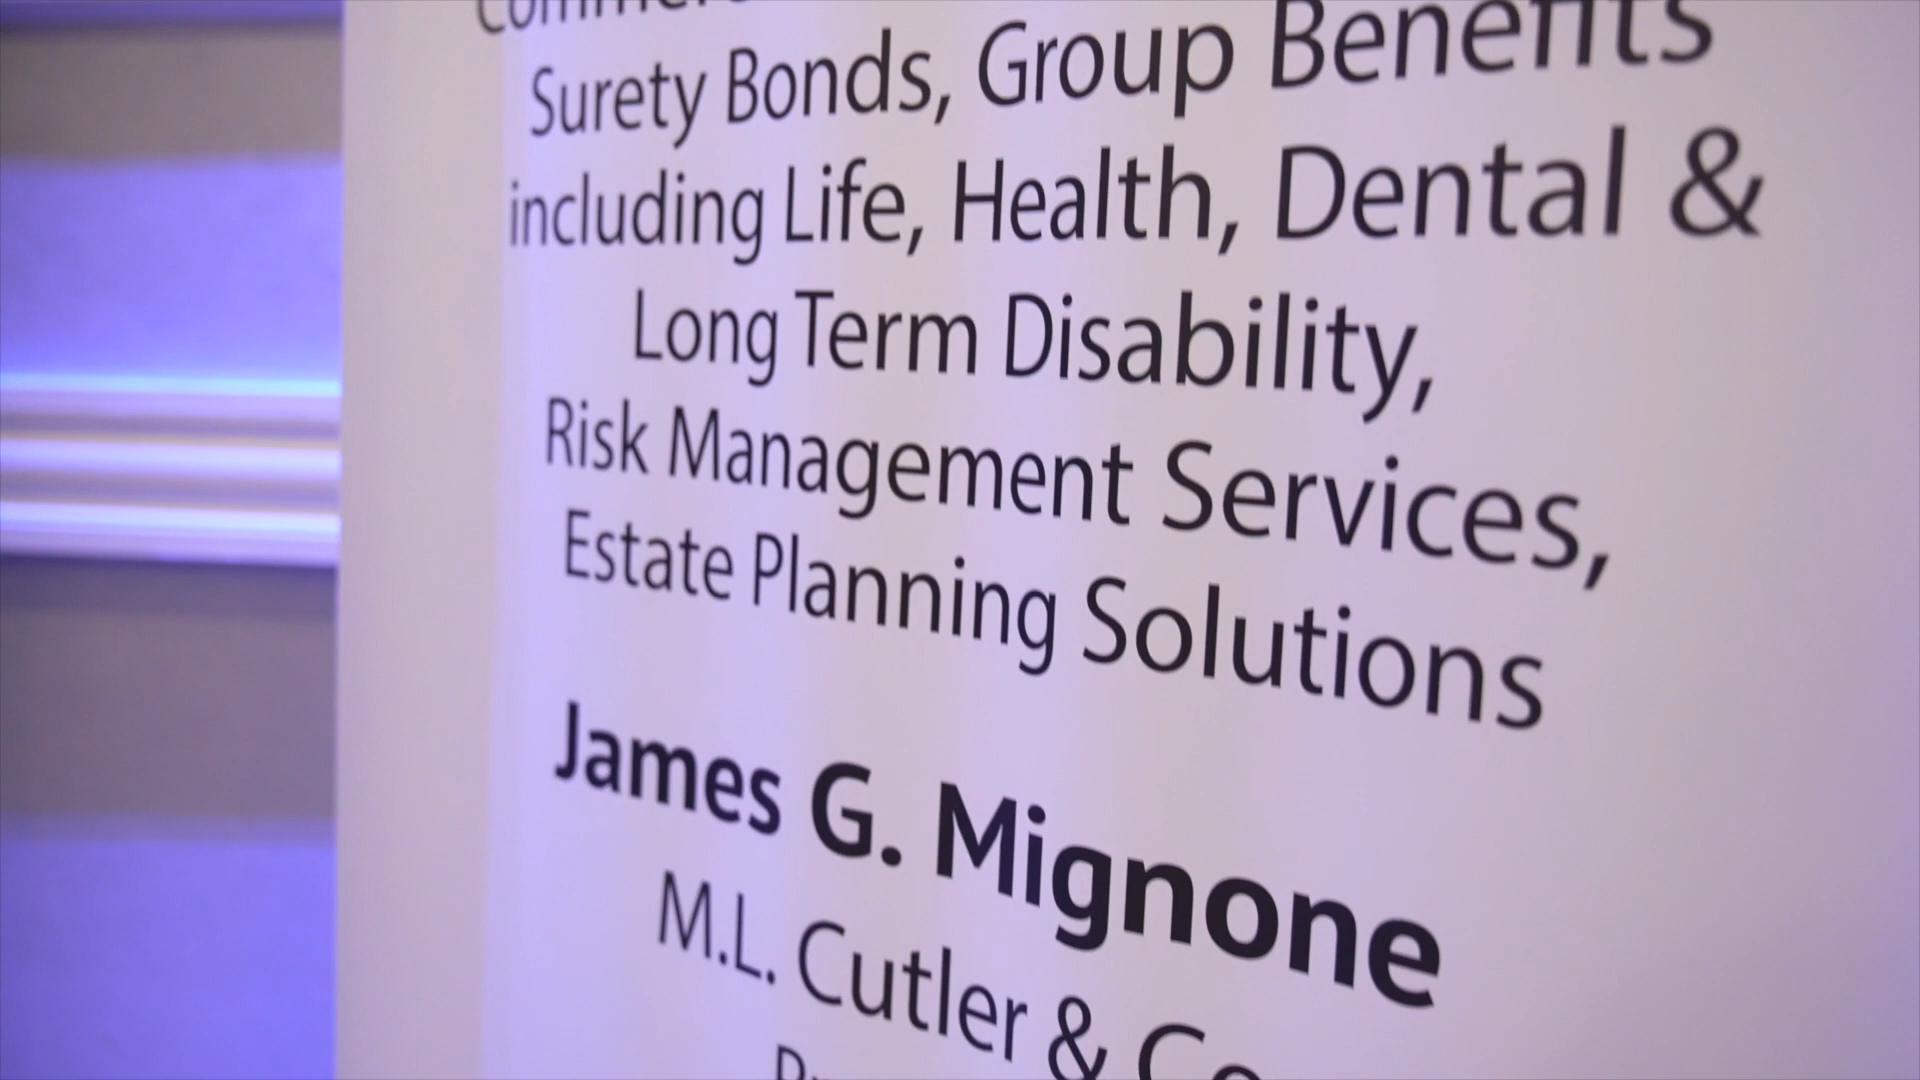 Surety Bonds, Group Benefits
including Life, Health, Dental &
Long Term Disability,
Risk Management Services,
Estate Planning Solutions
James G. Mignone
M.L. Cutler &